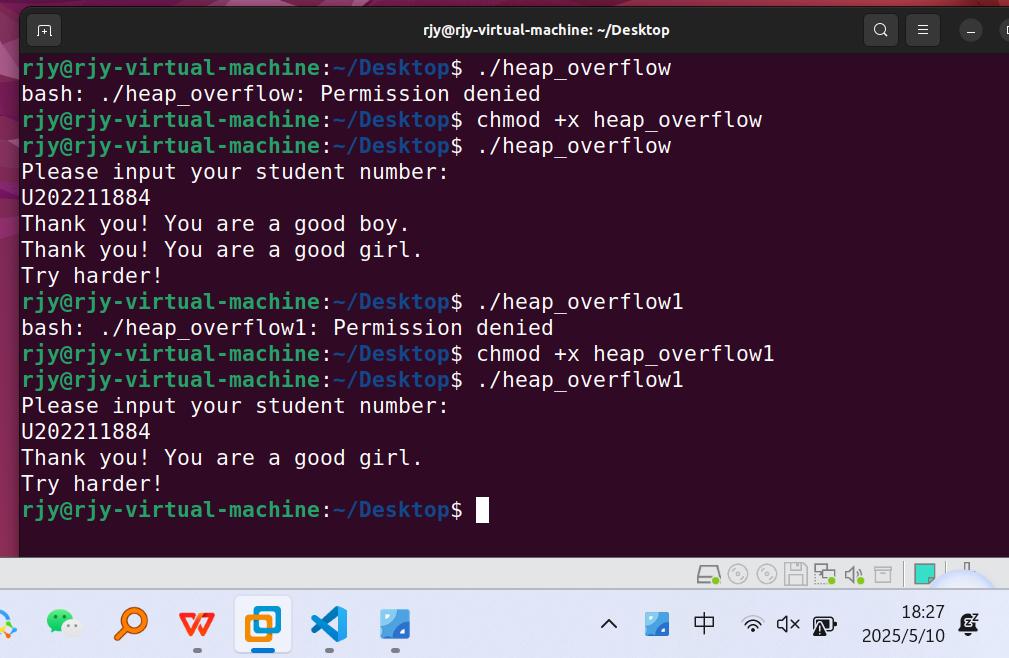 rjy@rjy-virtual-machine: ~/Desktop
rjy@rjy-virtual-machine:~/Desktop$ ./heap_overflow
bash: ./heap_overflow: Permission denied
rjy@rjy-virtual-machine:~/Desktop$ chmod +x heap_overflow
rjy@rjy-virtual-machine:~/Desktop$ ./heap_overflow
Please input your student number:
U202211884
Thank you! You are a good boy.
Thank you! You are a good girl.
Try harder!
rjy@rjy-virtual-machine:~/Desktop$ ./heap_overflow1
bash: ./heap_overflow1: Permission denied
rjy@rjy-virtual-machine:~/Desktop$ chmod +x heap_overflow1
rjy@rjy-virtual-machine:~/Desktop$ ./heap_overflow1
Please input your student number:
U202211884
Thank you! You are a good girl.
Try harder!
rjy@rjy-virtual-machine:~/Desktop$
中
18:27
2025/5/10